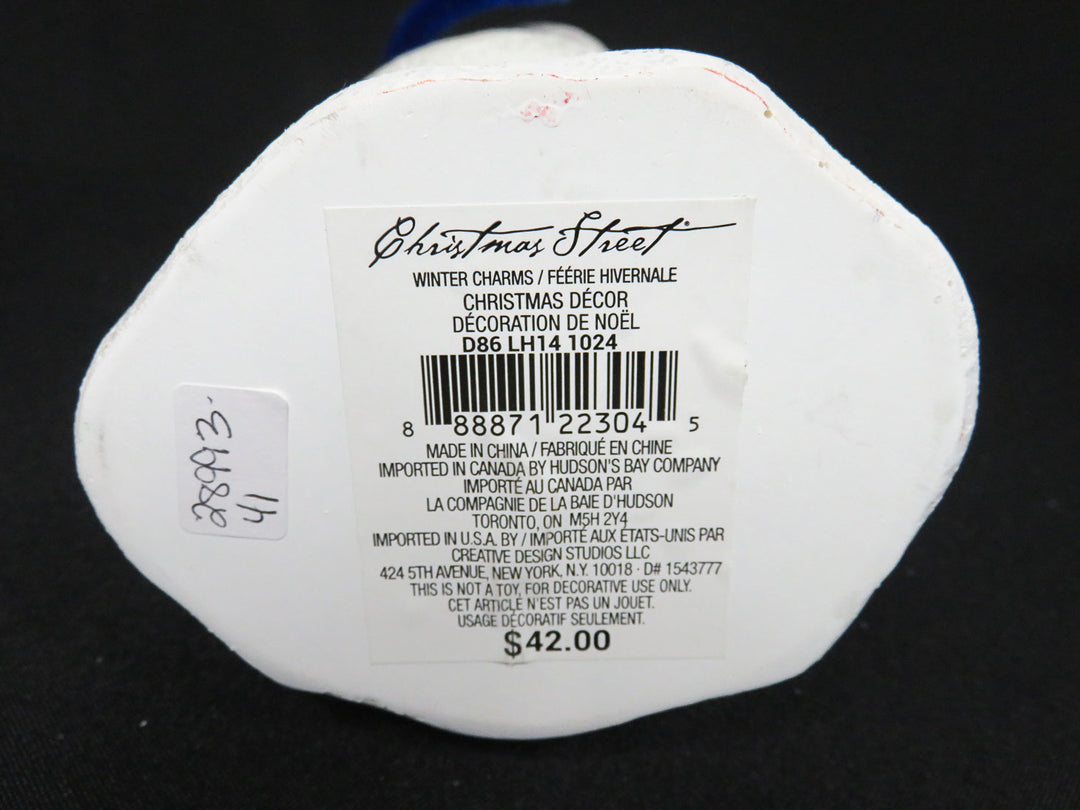 Christmas Street
WINTER CHARMS / FÉÉRIE HIVERNALE
CHRISTMAS DÉCOR
DÉCORATION DE NOËL
D86 LH14 1024
8 88871 22304 5
MADE IN CHINA / FABRIQUÉ EN CHINE
IMPORTED IN CANADA BY HUDSON'S BAY COMPANY
IMPORTÉ AU CANADA PAR
LA COMPAGNIE DE LA BAIE D'HUDSON
TORONTO, ON M5H 2Y4
IMPORTED IN U.S.A. BY / IMPORTÉ AUX ÉTATS-UNIS PAR
CREATIVE DESIGN STUDIOS LLC
424 5TH AVENUE, NEW YORK, N.Y. 10018 · D# 1543777
THIS IS NOT A TOY, FOR DECORATIVE USE ONLY.
CET ARTICLE N'EST PAS UN JOUET.
USAGE DÉCORATIF SEULEMENT.
$42.00
28993-
41